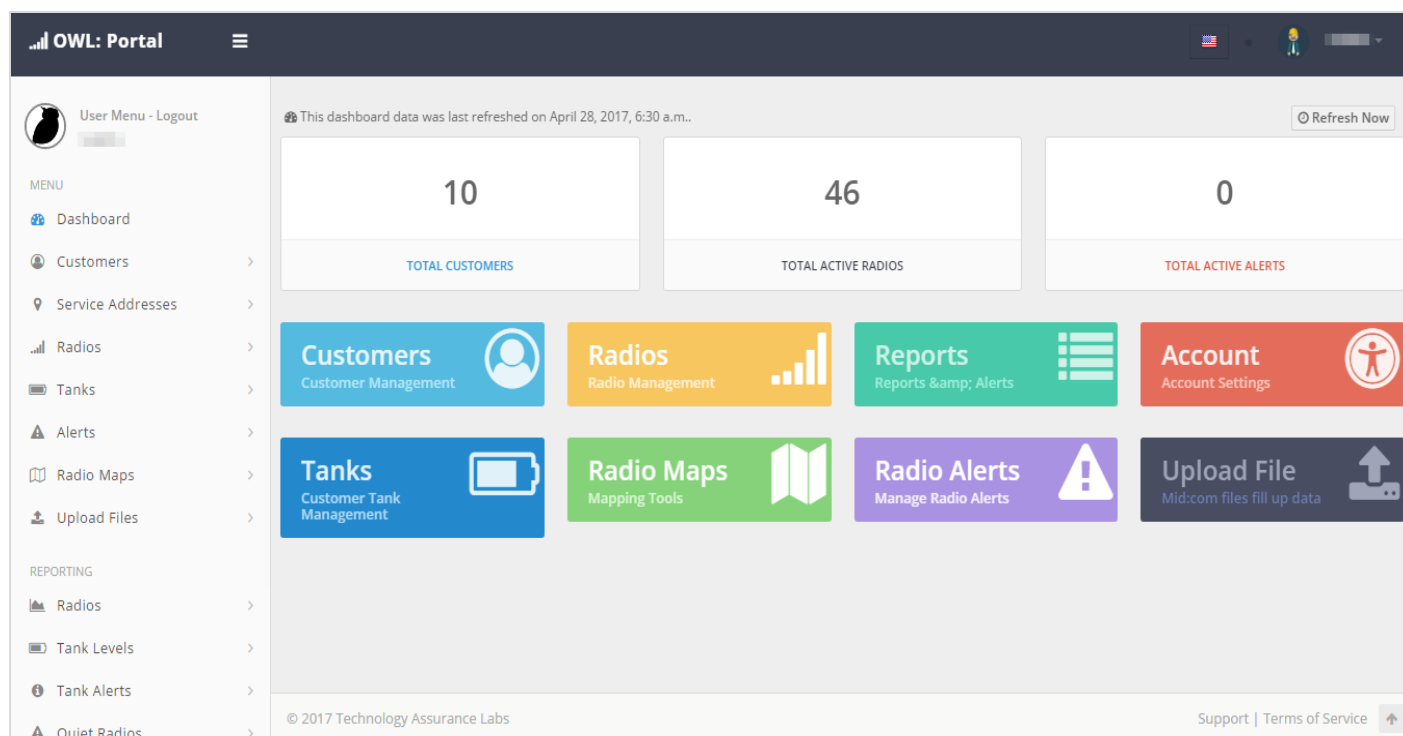 OWL: Portal
User Menu - Logout
MENU
Dashboard
Customers
Service Addresses
Radios
Tanks
Alerts
Radio Maps
Upload Files
REPORTING
Radios
Tank Levels
Tank Alerts
Quiet Radios
This dashboard data was last refreshed on April 28, 2017, 6:30 a.m..
Refresh Now
10
TOTAL CUSTOMERS
46
TOTAL ACTIVE RADIOS
0
TOTAL ACTIVE ALERTS
Customers
Customer Management
Radios
Radio Management
Reports
Reports &amp; Alerts
Account
Account Settings
Tanks
Customer Tank
Management
Radio Maps
Mapping Tools
Radio Alerts
Manage Radio Alerts
Upload File
Mid:com files fill up data
© 2017 Technology Assurance Labs
Support | Terms of Service